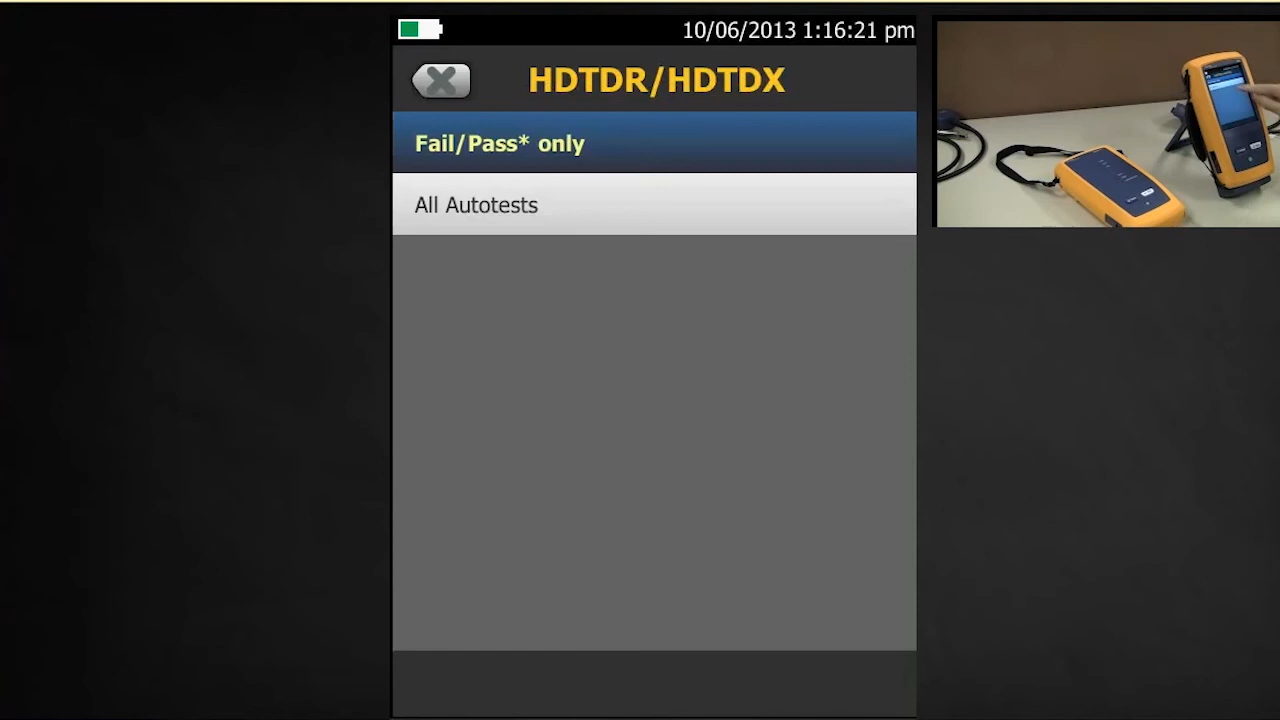 10/06/2013 1:16:21 pm
HDTDR/HDTDX
Fail/Pass* only
All Autotests